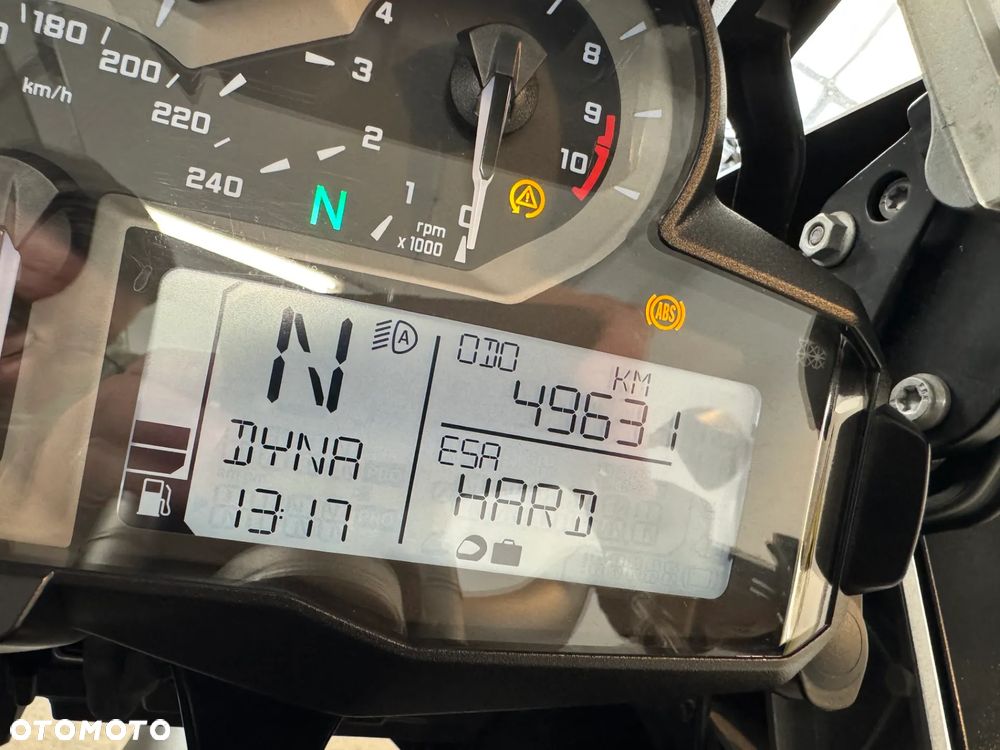 180
200
220
240
km/h
4
3
2
1
0
8
9
10
rpm
x 1000
N
ABS
N
A
ODO
KM
49631
DYNA
ESA
13:17
HARD
OTOMOTO